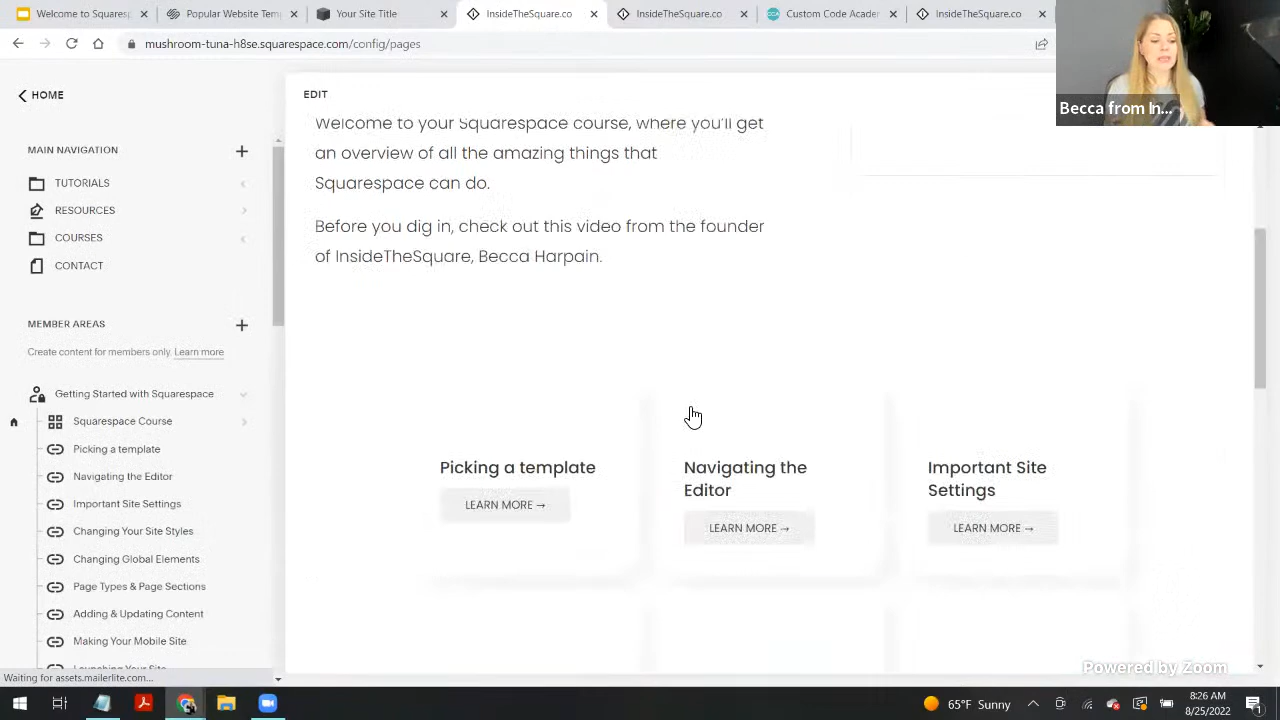 Welcome to Squaresp
Popular Website Tem
Your Site Title
InsideTheSquare.co
InsideTheSquare.co
Custom Code Acader
InsideTheSquare.co
mushroom-tuna-h8se.squarespace.com/config/pages
Becca from In...
HOME
MAIN NAVIGATION
TUTORIALS
RESOURCES
COURSES
CONTACT
MEMBER AREAS
Create content for members only. Learn more
Getting Started with Squarespace
Squarespace Course
Picking a template
Navigating the Editor
Important Site Settings
Changing Your Site Styles
Changing Global Elements
Page Types & Page Sections
Adding & Updating Content
Making Your Mobile Site
Launching Your Site
Waiting for assets.mailerlite.com...
EDIT
Welcome to your Squarespace course, where you'll get
an overview of all the amazing things that
Squarespace can do.
Before you dig in, check out this video from the founder
of InsideTheSquare, Becca Harpain.
Picking a template
LEARN MORE →
Navigating the
Editor
LEARN MORE →
Important Site
Settings
LEARN MORE →
Powered by Zoom
65°F Sunny
8:26 AM
8/25/2022
1